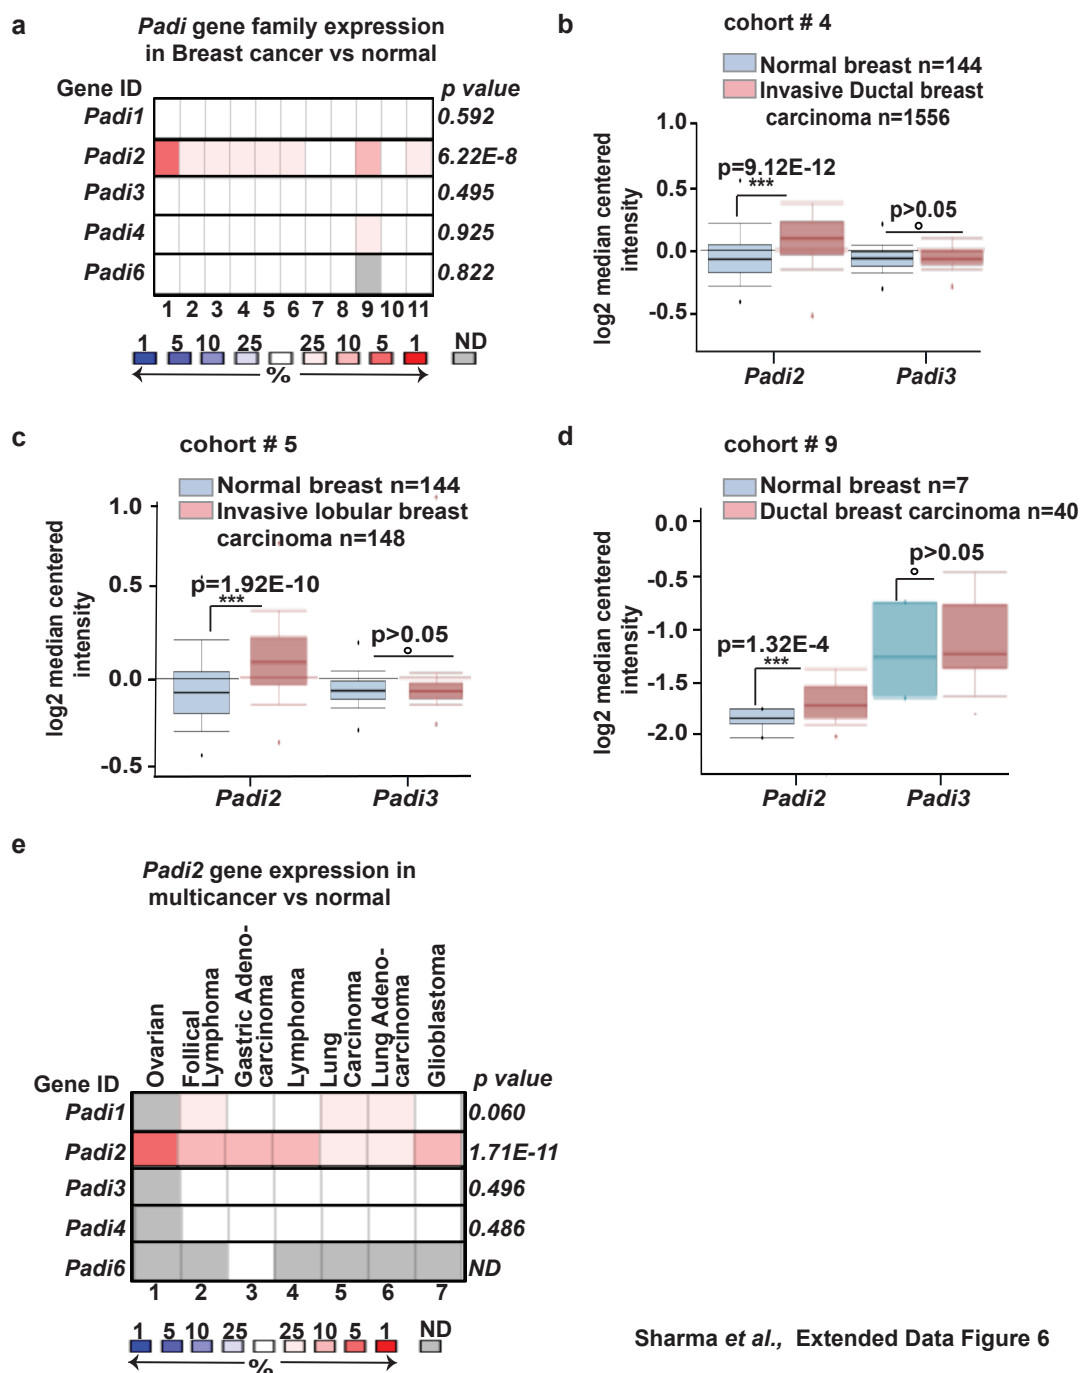 a
Padi gene family expression
in Breast cancer vs normal
Gene ID
p value
Padi1
0.592
Padi2
6.22E-8
Padi3
0.495
Padi4
0.925
Padi6
0.822
1 2 3 4 5 6 7 8 9 10 11
1 5 10 25 25 10 5 1 ND
%
b
cohort # 4
Normal breast n=144
Invasive Ductal breast
carcinoma n=1556
log2 median centered
intensity
1.0
0.5
0.0
-0.5
p=9.12E-12
***
p>0.05
Padi2
Padi3
c
cohort # 5
Normal breast n=144
Invasive lobular breast
carcinoma n=148
log2 median centered
intensity
1.0
0.5
0.0
-0.5
p=1.92E-10
***
p>0.05
Padi2
Padi3
d
cohort # 9
Normal breast n=7
Ductal breast carcinoma n=40
log2 median centered
intensity
0.0
-0.5
-1.0
-1.5
-2.0
p=1.32E-4
***
p>0.05
Padi2
Padi3
e
Padi2 gene expression in
multicancer vs normal
Ovarian
Follical
Lymphoma
Gastric Adeno-
carcinoma
Lymphoma
Lung
Carcinoma
Lung Adeno-
carcinoma
Glioblastoma
Gene ID
p value
Padi1
0.060
Padi2
1.71E-11
Padi3
0.496
Padi4
0.486
Padi6
ND
1 2 3 4 5 6 7
1 5 10 25 25 10 5 1 ND
%
Sharma et al., Extended Data Figure 6